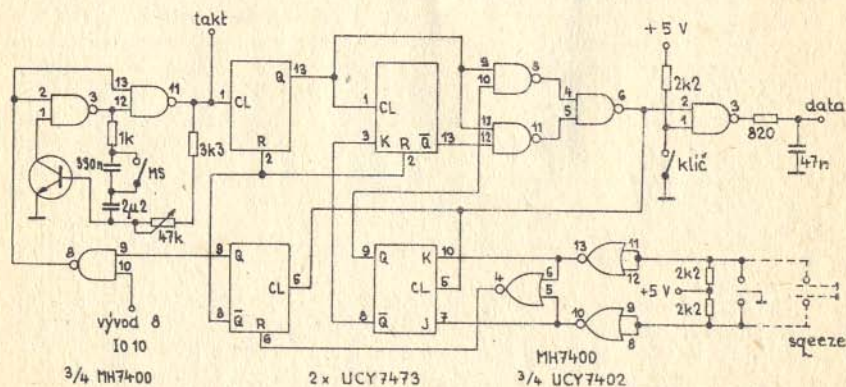 takt
+5 V
13
11
2
3
12
1
1k
390n
MS
2µ2
47k
3k3
8
9
10
vývod 8
IO 10
3/4 MH7400
1
CL
Q
13
R
2
1
CL
3
K
R
Q̅
13
2
9
10
8
12
12
11
4
5
6
2k2
2
1
3
820
data
47n
klíč
9
Q
CL
5
8
Q̅
R
6
2 x UCY7473
9
Q
K
10
CL
5
8
Q̅
J
7
4
6
5
13
11
12
10
9
8
MH7400
3/4 UCY7402
2k2
+5 V
2k2
sqeeze